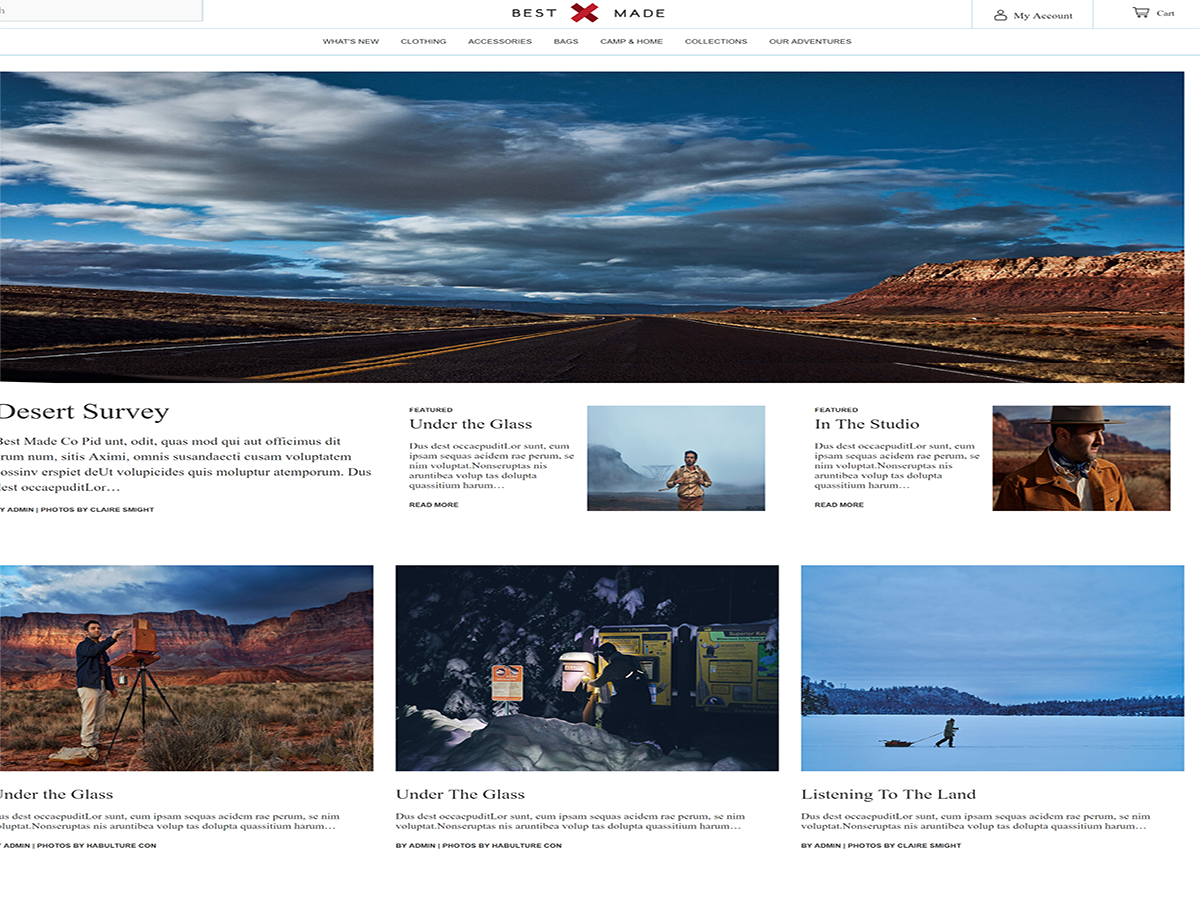 h
BEST MADE
My Account
Cart
WHAT'S NEW CLOTHING ACCESSORIES BAGS CAMP & HOME COLLECTIONS OUR ADVENTURES
Desert Survey
Best Made Co Pid unt, odit, quas mod qui aut officimus dit
rum num, sitis Aximi, omnis susandaecti cusam voluptatem
ossinv erspiet deUt volupicides quis moluptur atemporum. Dus
dest occaepuditLor...
Y ADMIN | PHOTOS BY CLAIRE SMIGHT
FEATURED
Under the Glass
Dus dest occaepuditLor sunt, cum
ipsam sequas acidem rae perum, se
nim voluptat.Nonseruptas nis
aruntibea volup tas dolupta
quassitium harum...
READ MORE
FEATURED
In The Studio
Dus dest occaepuditLor sunt, cum
ipsam sequas acidem rae perum, se
nim voluptat.Nonseruptas nis
aruntibea volup tas dolupta
quassitium harum...
READ MORE
Entry Permits
Superior
Under the Glass
us dest occaepuditLor sunt, cum ipsam sequas acidem rae perum, se nim
oluptat.Nonseruptas nis aruntibea volup tas dolupta quassitium harum...
ADMIN | PHOTOS BY HABULTURE CON
Under The Glass
Dus dest occaepuditLor sunt, cum ipsam sequas acidem rae perum, se nim
voluptat.Nonseruptas nis aruntibea volup tas dolupta quassitium harum...
BY ADMIN | PHOTOS BY HABULTURE CON
Listening To The Land
Dus dest occaepuditLor sunt, cum ipsam sequas acidem rae perum, se nim
voluptat.Nonseruptas nis aruntibea volup tas dolupta quassitium harum...
BY ADMIN | PHOTOS BY CLAIRE SMIGHT